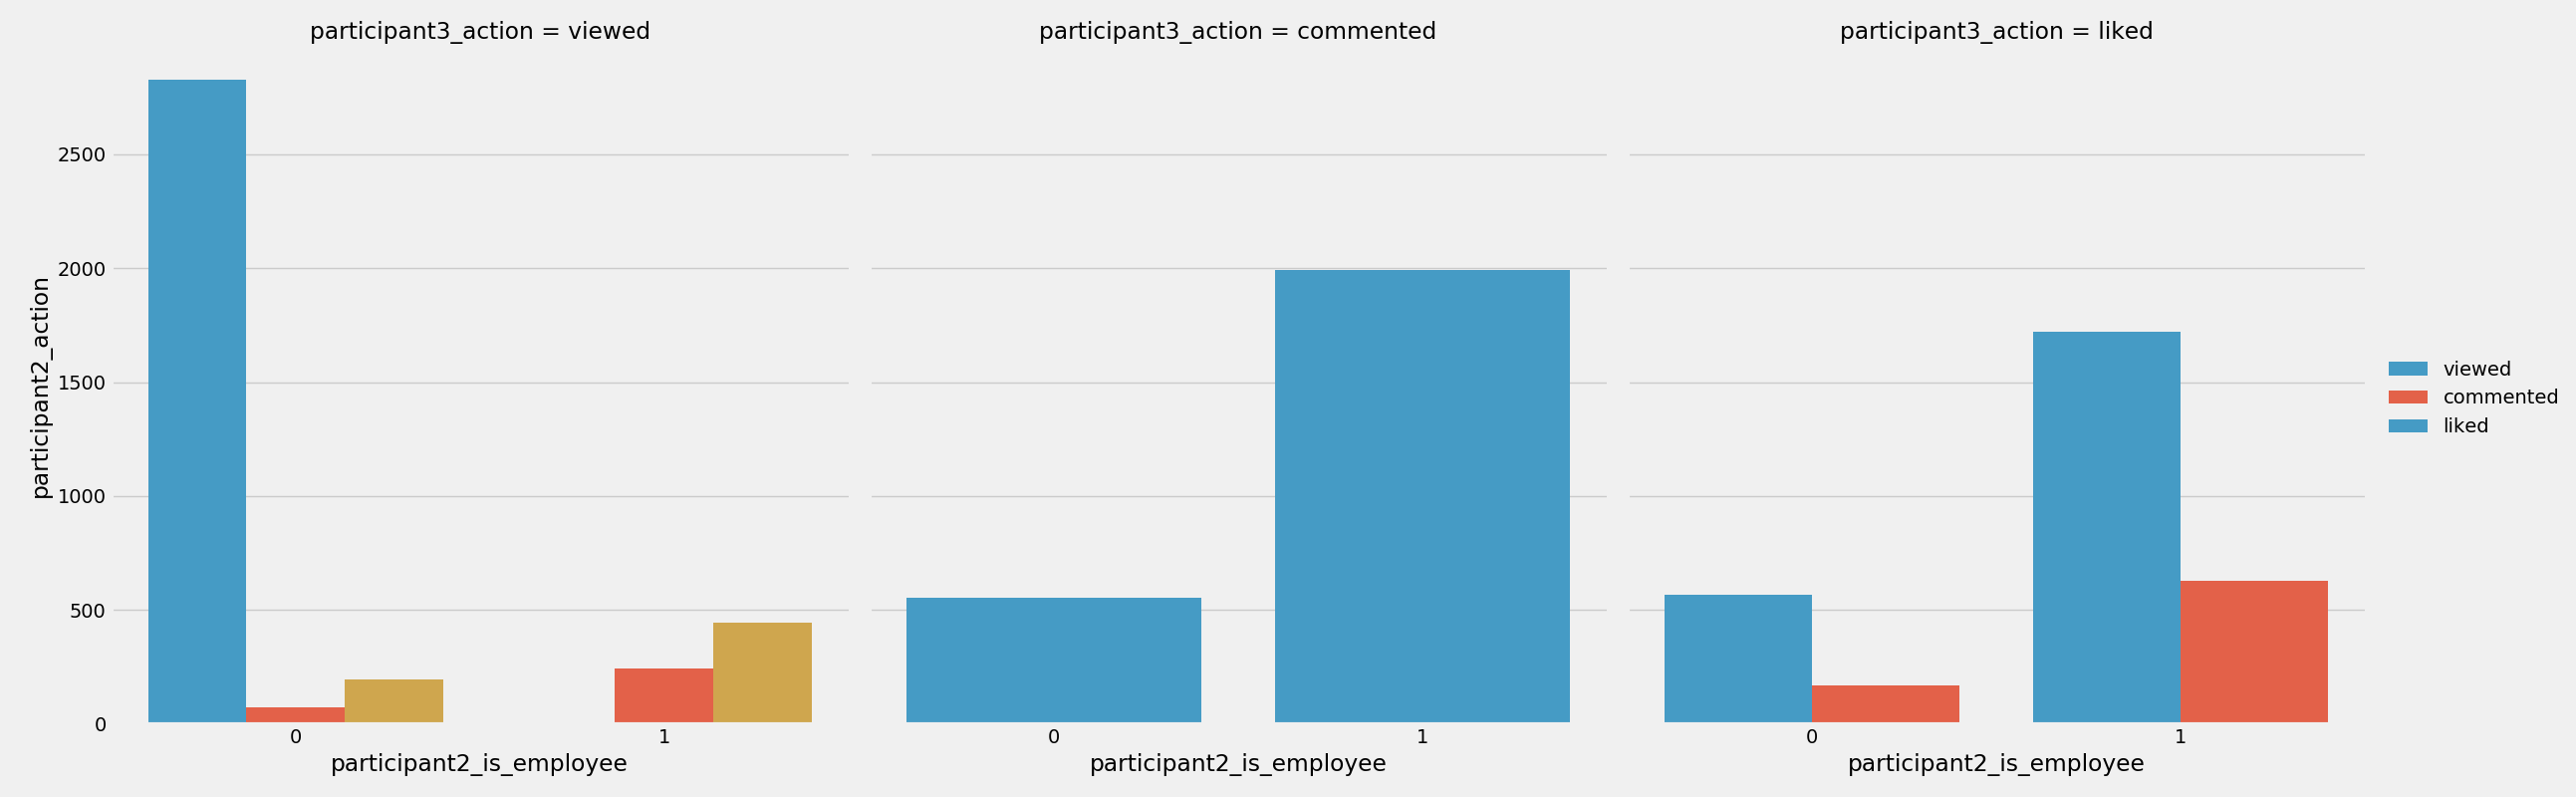 participant3_action = viewed
participant3_action = commented
participant3_action = liked
participant2_action
2500
2000
1500
1000
500
0
0
1
0
1
0
1
participant2_is_employee
participant2_is_employee
participant2_is_employee
viewed
commented
liked